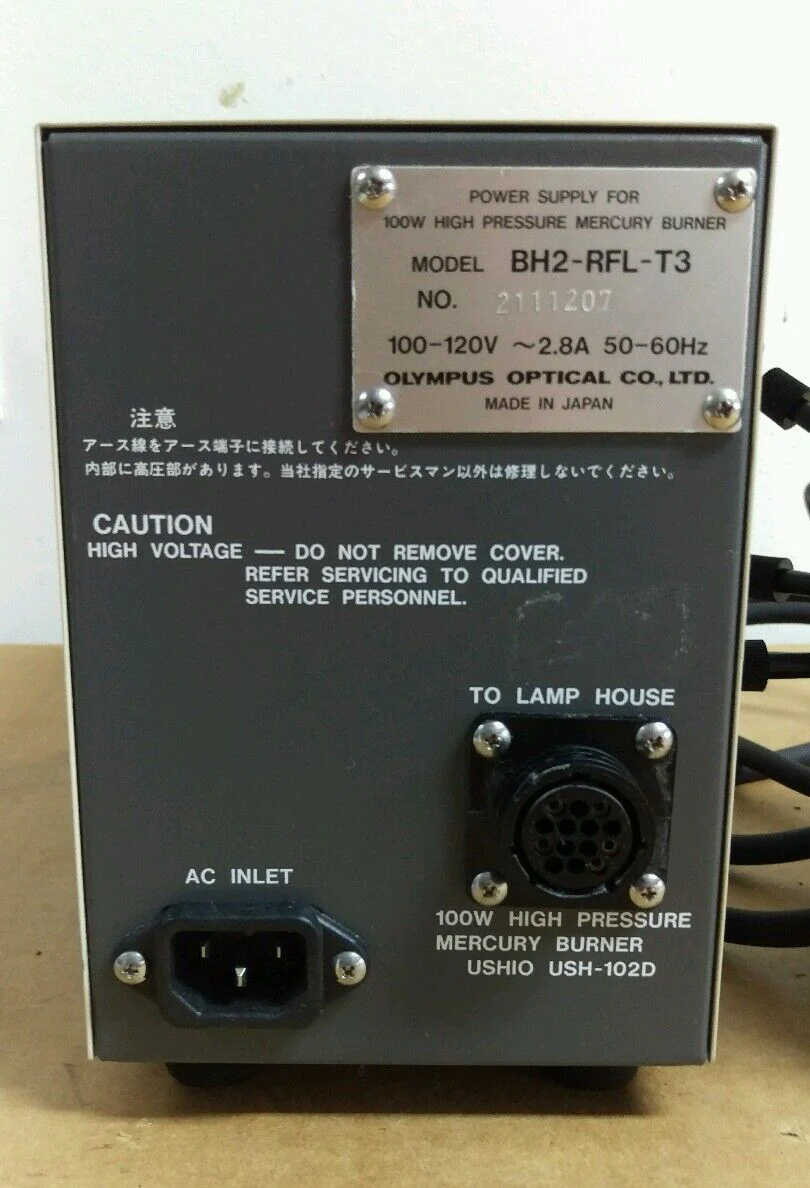 POWER SUPPLY FOR
100W HIGH PRESSURE MERCURY BURNER
MODEL BH2-RFL-T3
NO. 2111207
100-120V ~2.8A 50-60Hz
OLYMPUS OPTICAL CO., LTD.
MADE IN JAPAN
注意
アース線をアース端子に接続してください。
内部に高圧部があります。当社指定のサービスマン以外は修理しないでください。
CAUTION
HIGH VOLTAGE — DO NOT REMOVE COVER.
REFER SERVICING TO QUALIFIED
SERVICE PERSONNEL.
TO LAMP HOUSE
AC INLET
100W HIGH PRESSURE
MERCURY BURNER
USHIO USH-102D